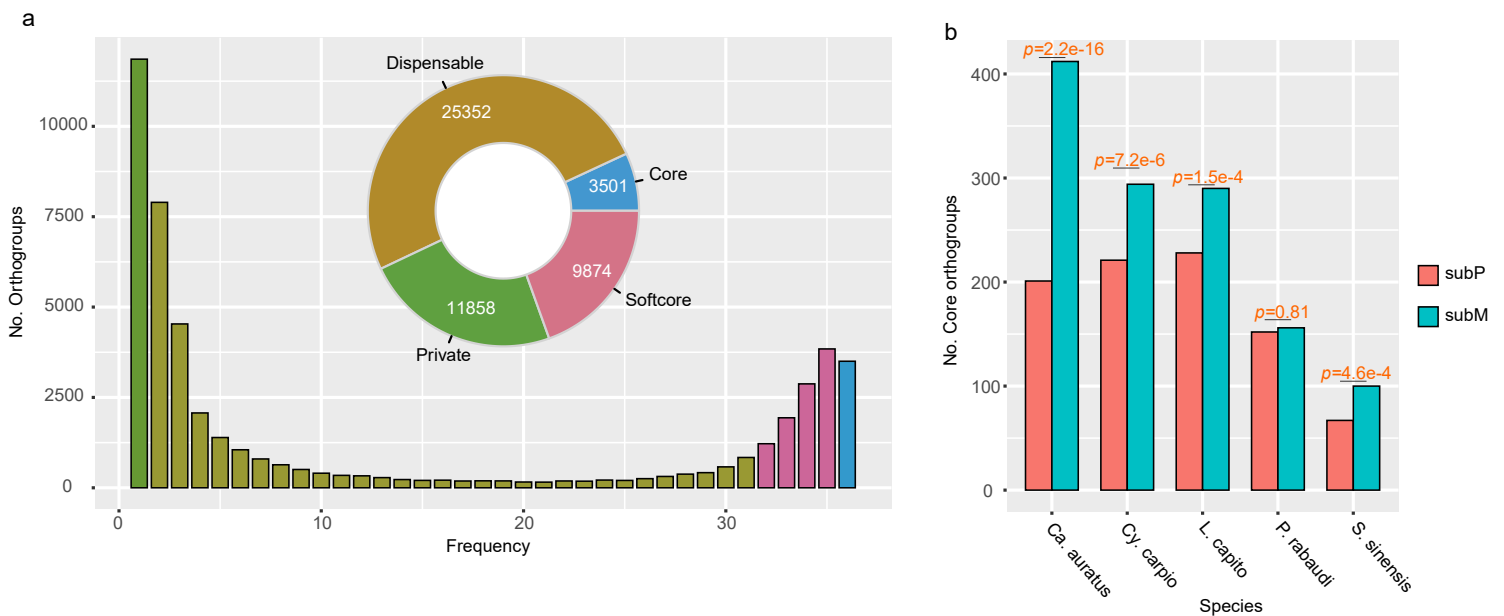 a
No. Orthogroups
10000
7500
5000
2500
0
0
10
20
30
Frequency
Dispensable
25352
Core
3501
9874
Softcore
11858
Private
b
No. Core orthogroups
400
300
200
100
0
p=2.2e-16
p=7.2e-6
p=1.5e-4
p=0.81
p=4.6e-4
Ca. auratus
Cy. carpio
L. capito
P. rabaudi
S. sinensis
Species
subP
subM